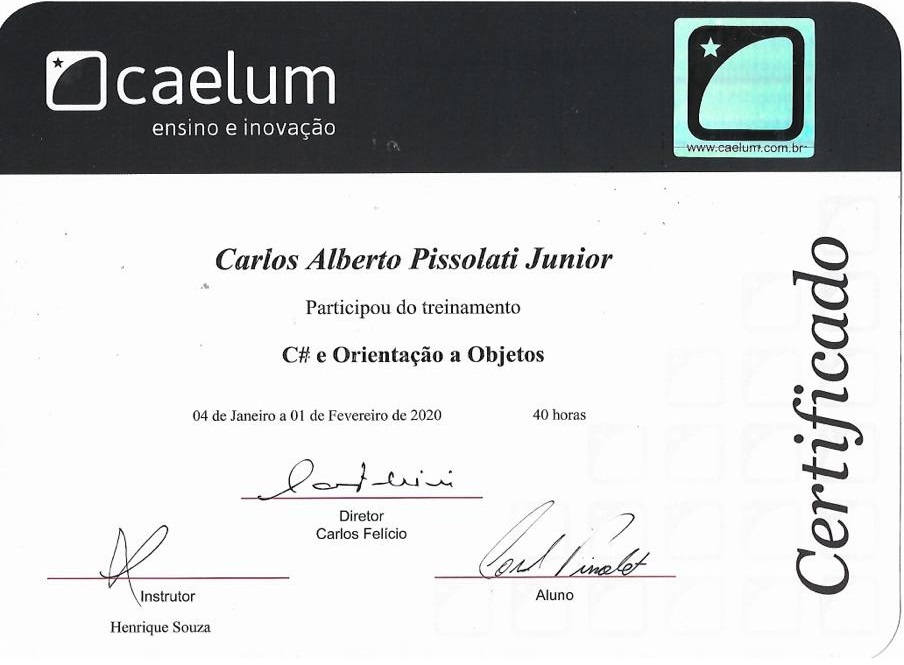 caelum
ensino e inovação
www.caelum.com.br
Carlos Alberto Pissolati Junior
Participou do treinamento
C# e Orientação a Objetos
04 de Janeiro a 01 de Fevereiro de 2020 40 horas
Diretor
Carlos Felício
Instrutor
Henrique Souza
Aluno
Certificado